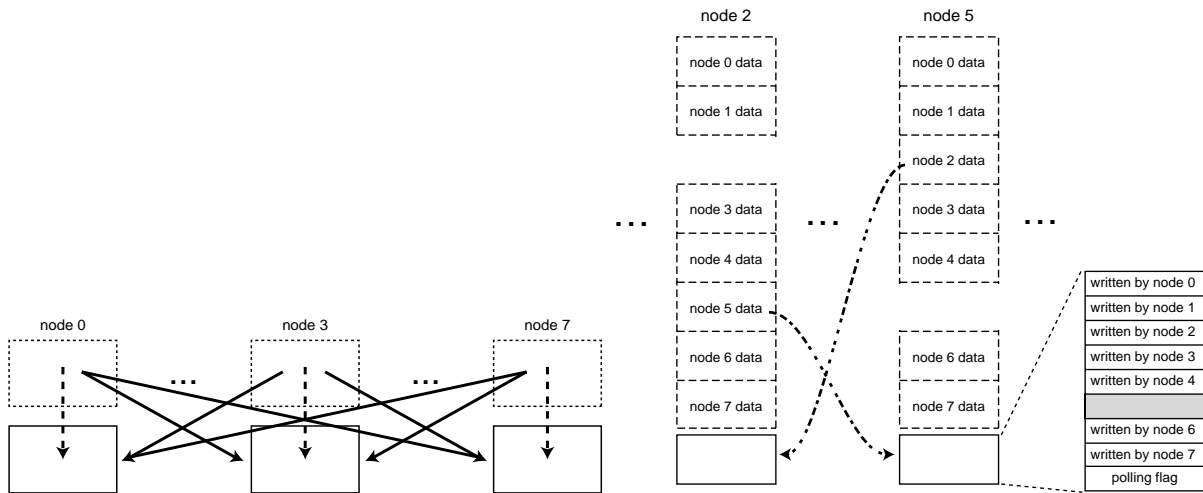 node 0
node 3
node 7
...
...
node 2
node 0 data
node 1 data
node 3 data
node 4 data
node 5 data
node 6 data
node 7 data
...
...
...
node 5
node 0 data
node 1 data
node 2 data
node 3 data
node 4 data
node 6 data
node 7 data
written by node 0
written by node 1
written by node 2
written by node 3
written by node 4
written by node 6
written by node 7
polling flag